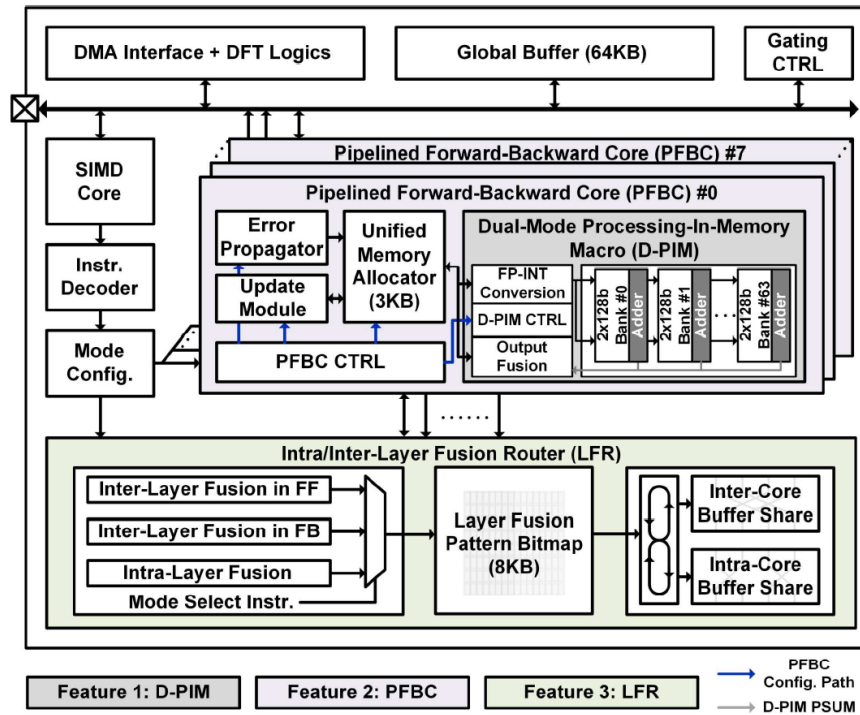 DMA Interface + DFT Logics
Global Buffer (64KB)
Gating
CTRL
SIMD
Core
Instr.
Decoder
Mode
Config.
Pipelined Forward-Backward Core (PFBC) #7
Pipelined Forward-Backward Core (PFBC) #0
Error
Propagator
Update
Module
Unified
Memory
Allocator
(3KB)
PFBC CTRL
Dual-Mode Processing-In-Memory
Macro (D-PIM)
FP-INT
Conversion
D-PIM CTRL
Output
Fusion
2x128b
Bank #0
Adder
2x128b
Bank #1
Adder
2x128b
Bank #63
Adder
Intra/Inter-Layer Fusion Router (LFR)
Inter-Layer Fusion in FF
Inter-Layer Fusion in FB
Intra-Layer Fusion
Mode Select Instr.
Layer Fusion
Pattern Bitmap
(8KB)
Inter-Core
Buffer Share
Intra-Core
Buffer Share
Feature 1: D-PIM
Feature 2: PFBC
Feature 3: LFR
PFBC
Config. Path
D-PIM PSUM